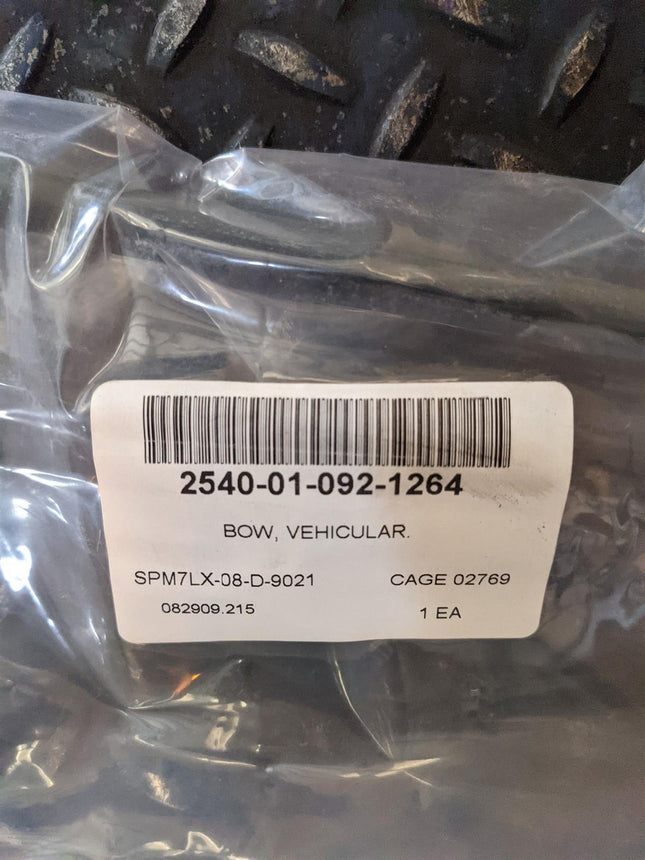 2540-01-092-1264
BOW, VEHICULAR.
SPM7LX-08-D-9021 CAGE 02769
082909.215 1 EA